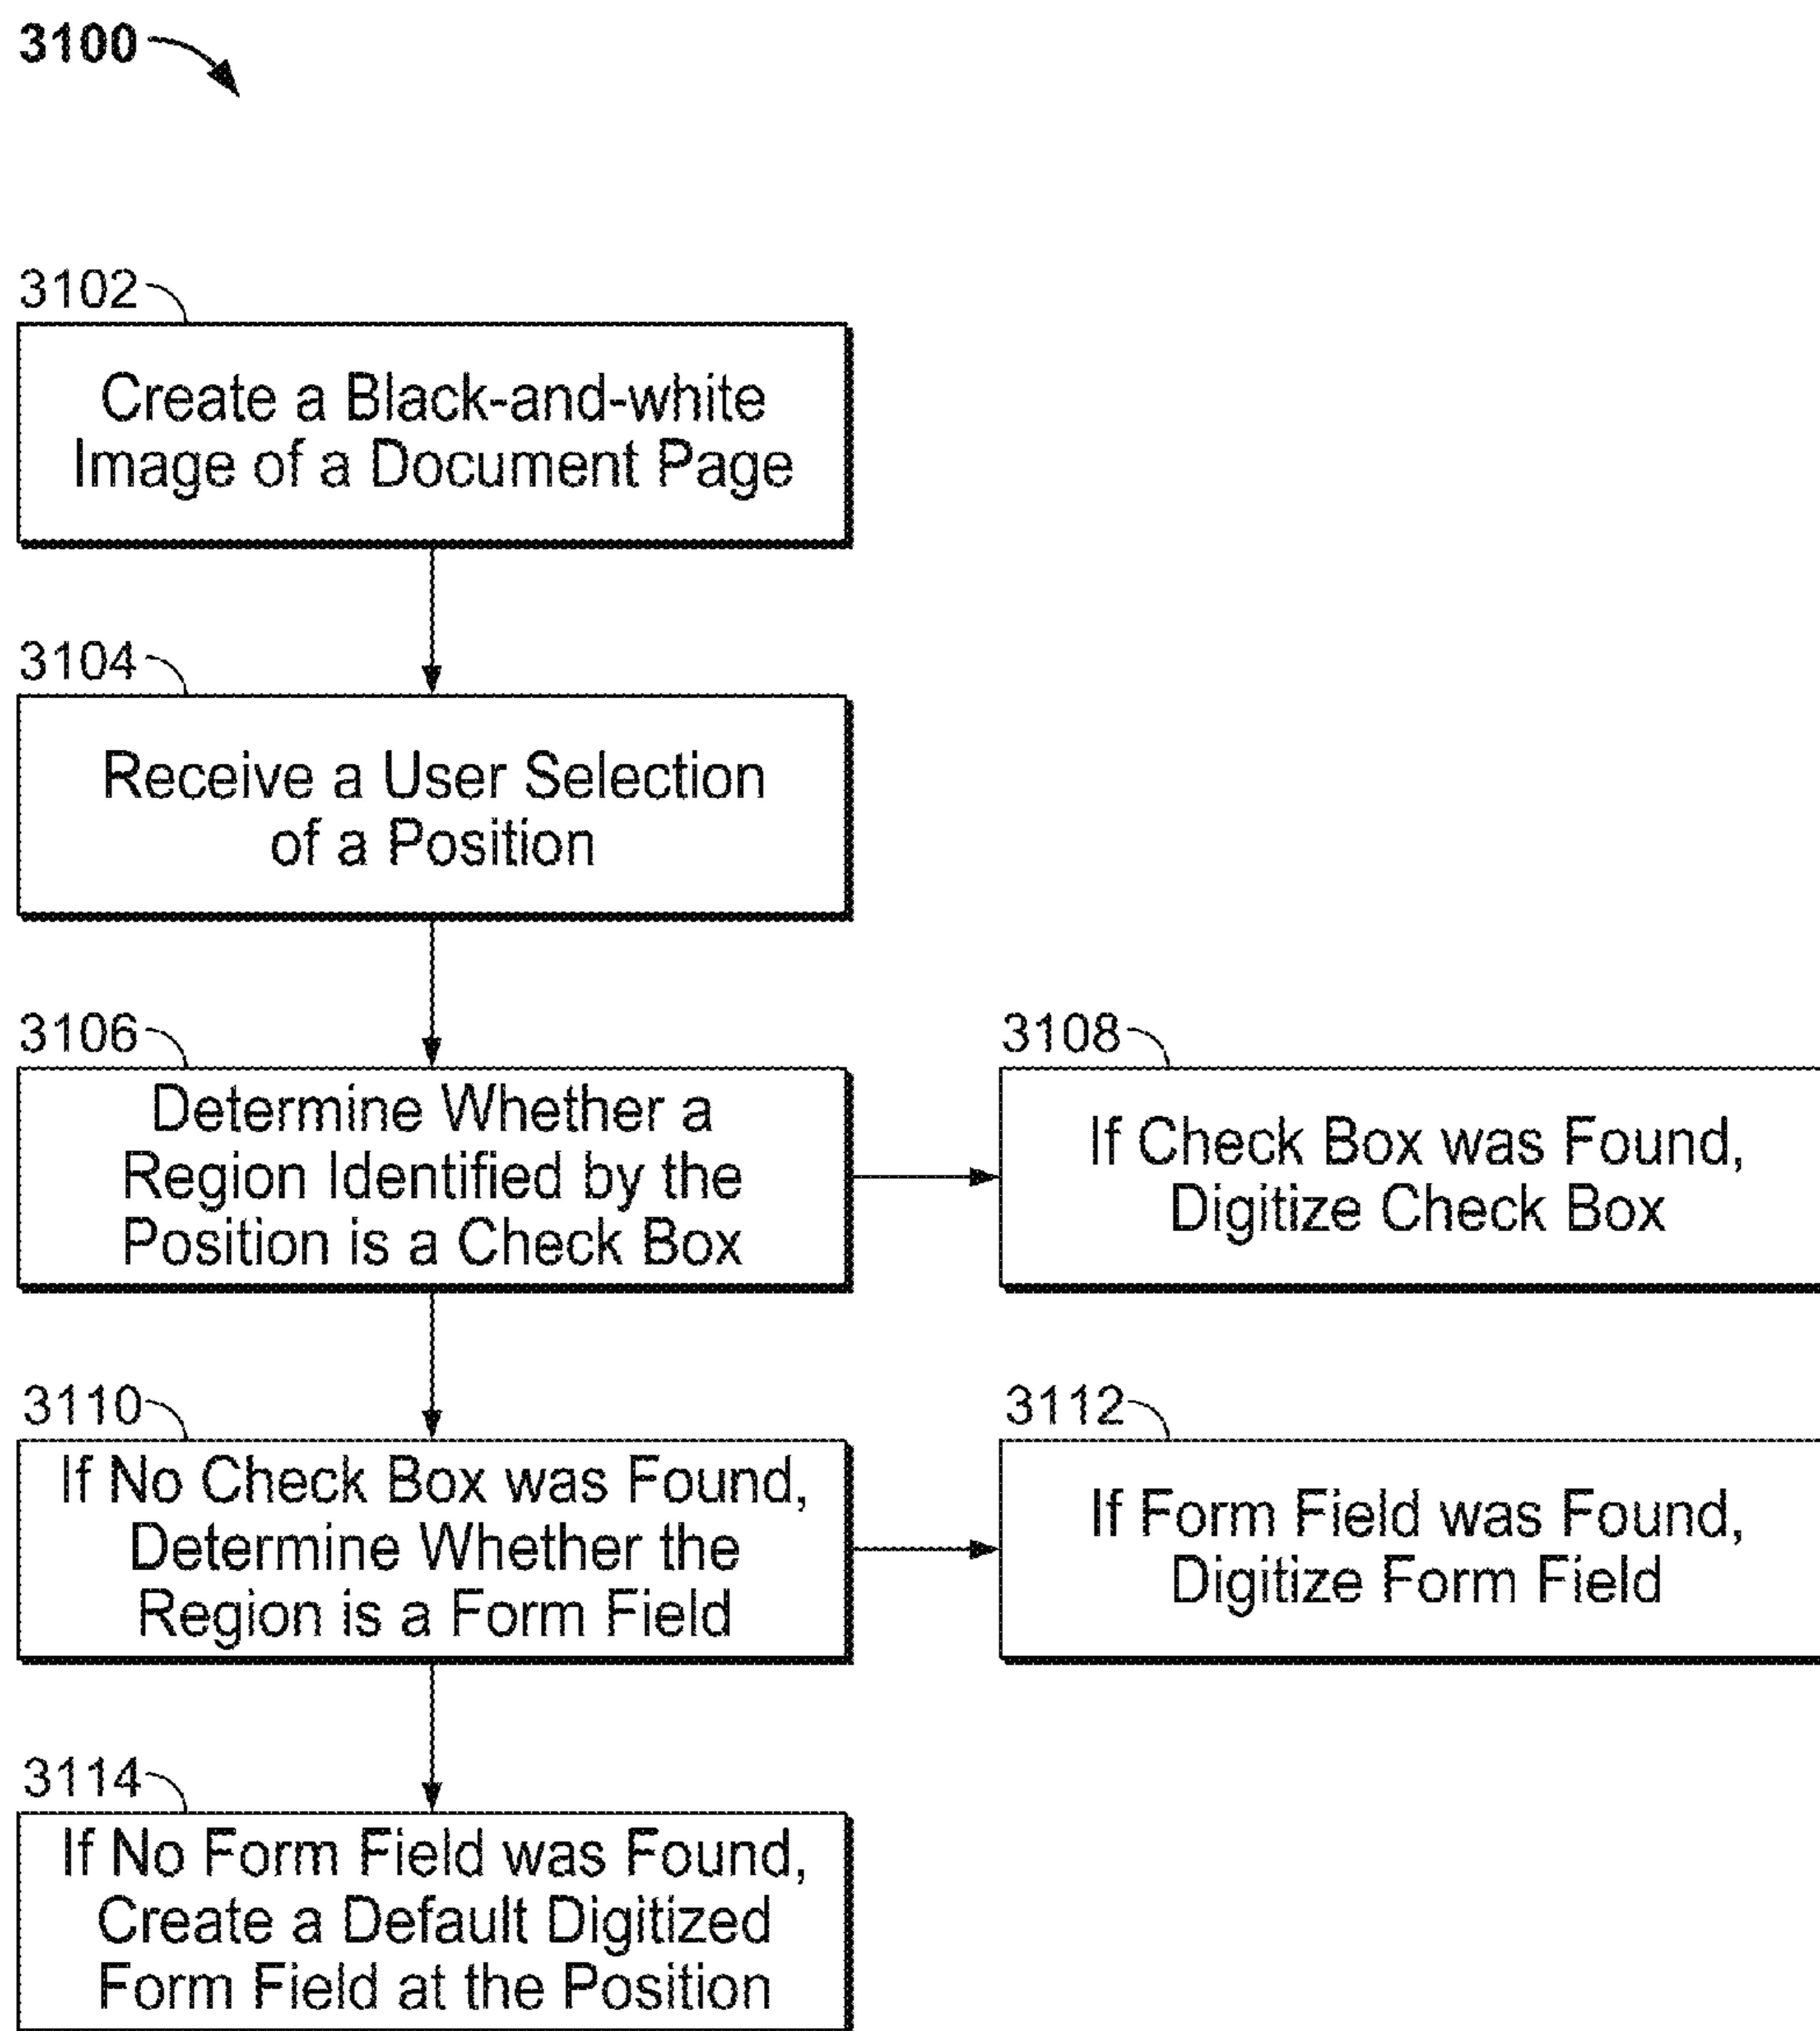 3100
3102
Create a Black-and-white
Image of a Document Page
3104
Receive a User Selection
of a Position
3106
Determine Whether a
Region Identified by the
Position is a Check Box
3108
If Check Box was Found,
Digitize Check Box
3110
If No Check Box was Found,
Determine Whether the
Region is a Form Field
3112
If Form Field was Found,
Digitize Form Field
3114
If No Form Field was Found,
Create a Default Digitized
Form Field at the Position